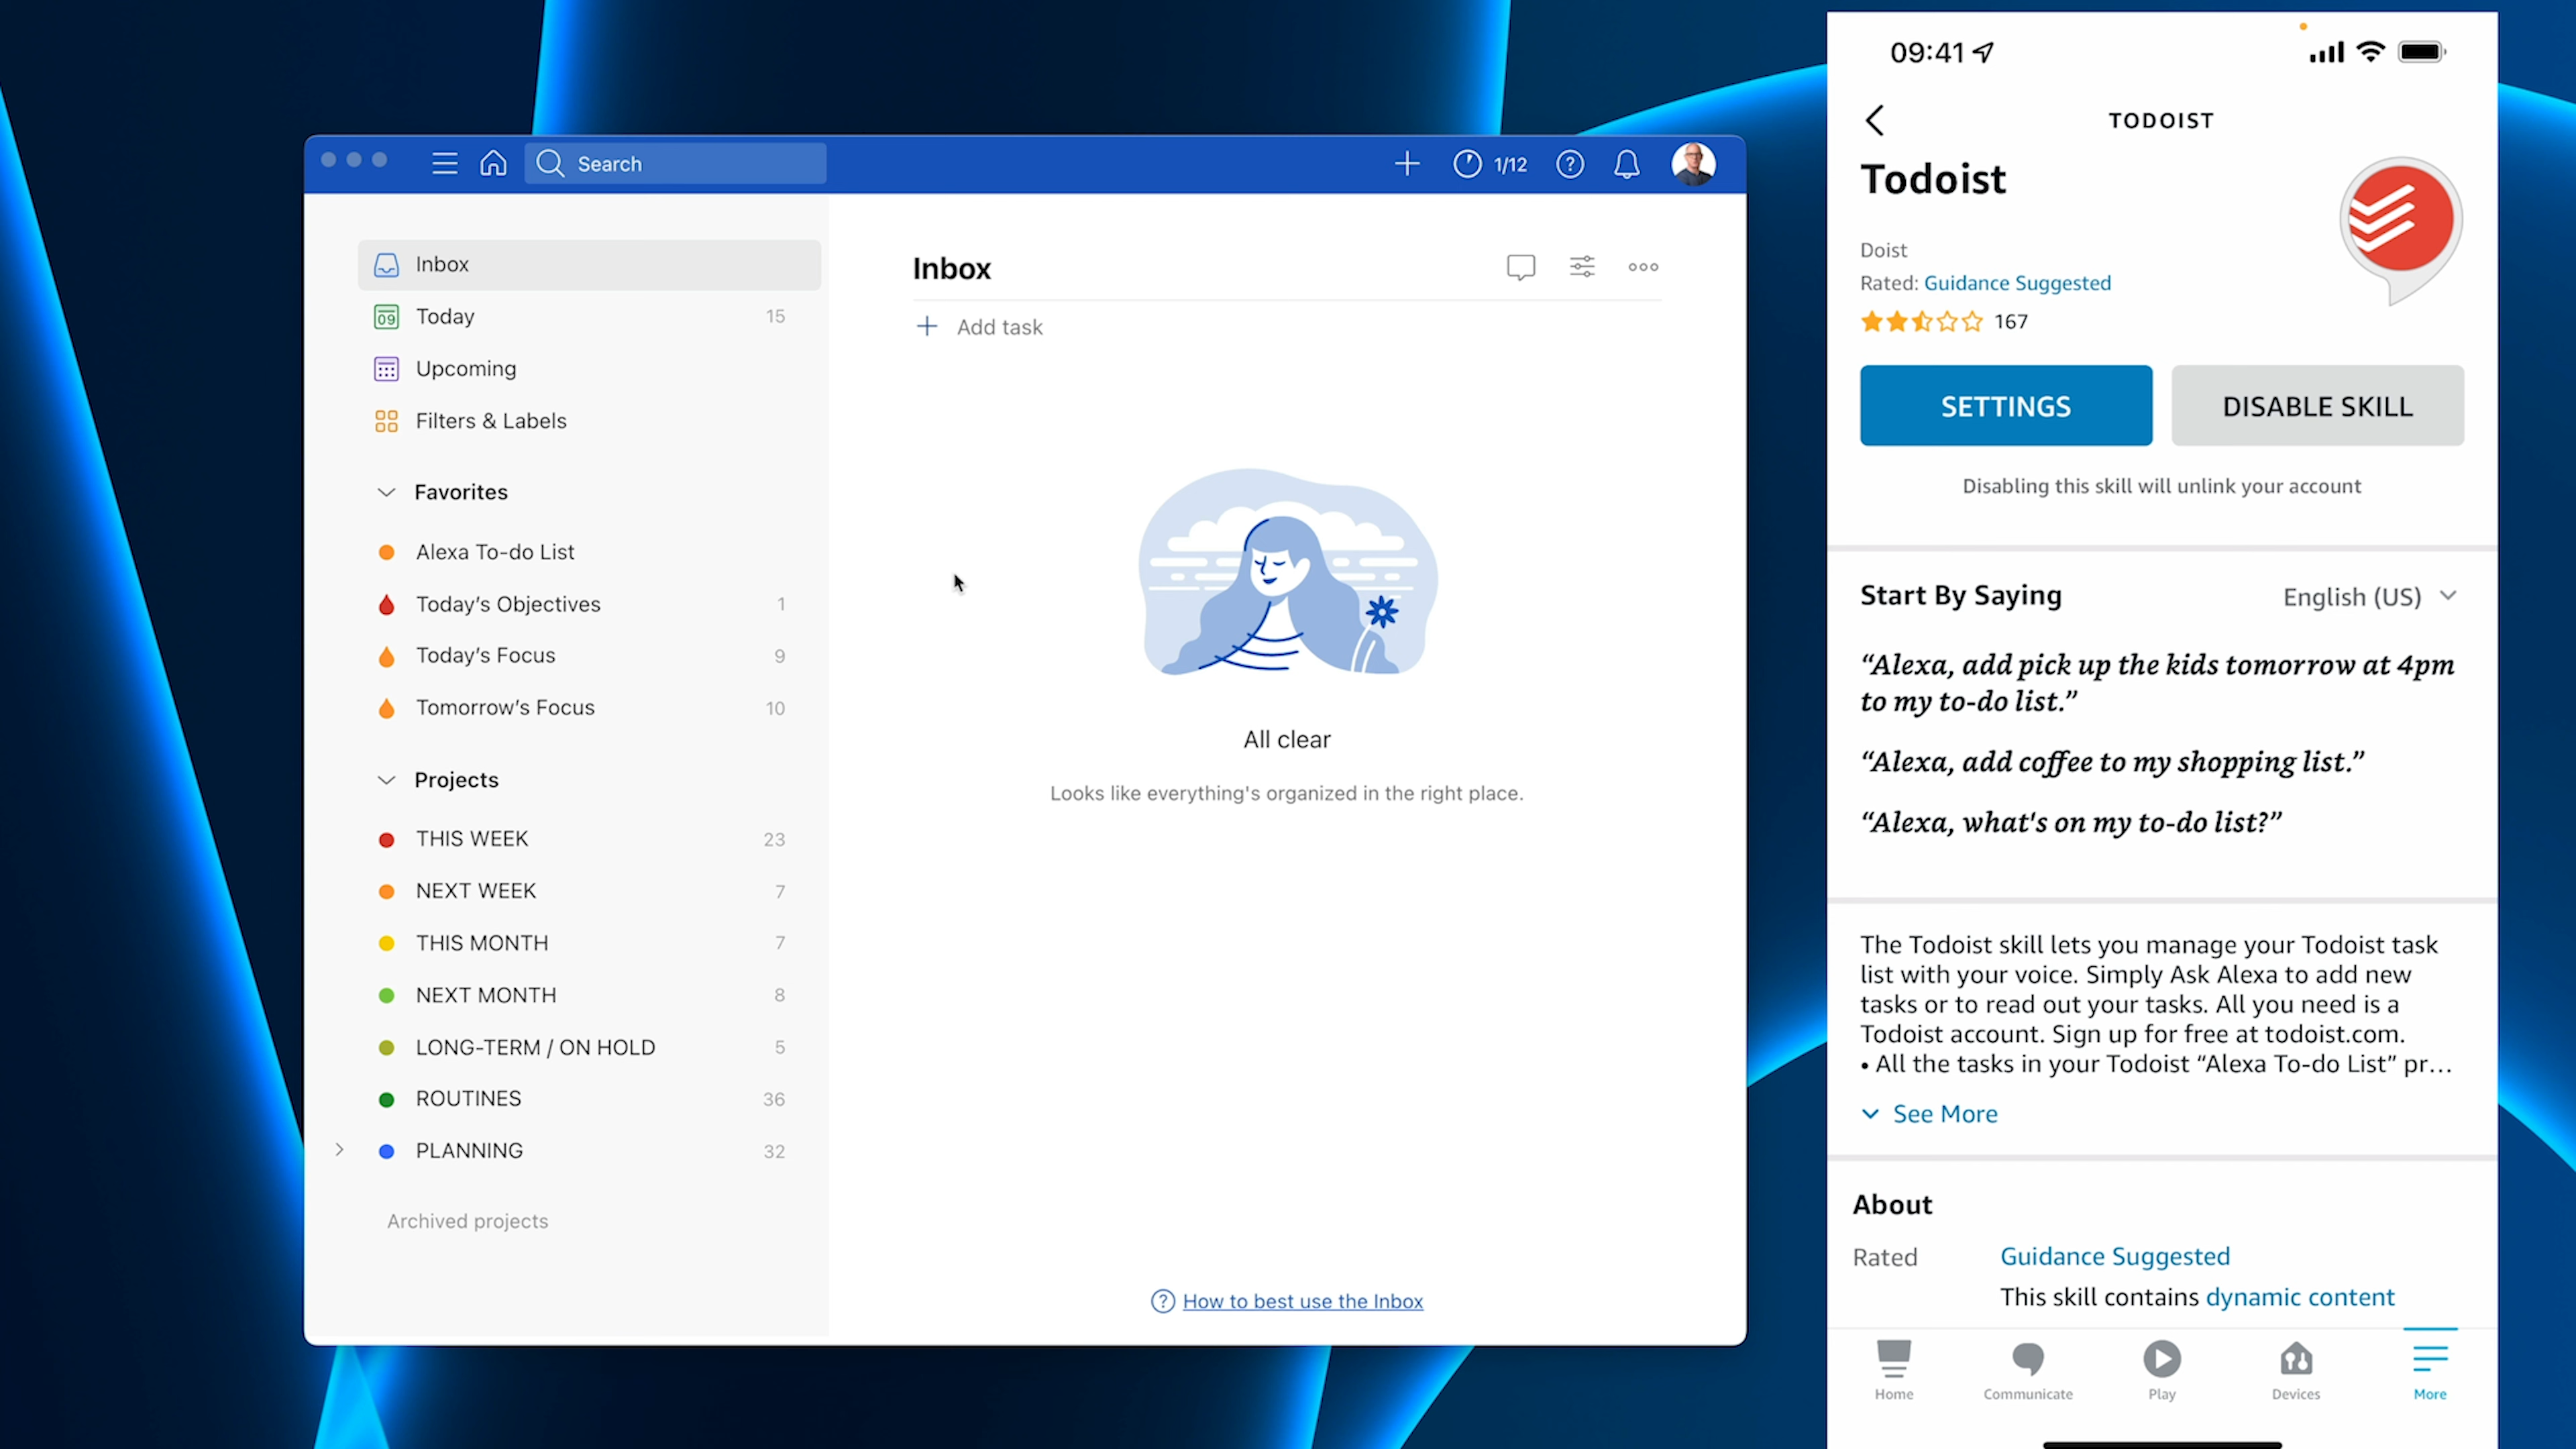 Search
1/12
Inbox
Today 15
09
Upcoming
Filters & Labels
Favorites
Alexa To-do List
Today's Objectives 1
Today's Focus 9
Tomorrow's Focus 10
Projects
THIS WEEK 23
NEXT WEEK 7
THIS MONTH 7
NEXT MONTH 8
LONG-TERM / ON HOLD 5
ROUTINES 36
PLANNING 32
Archived projects
Inbox
Add task
All clear
Looks like everything's organized in the right place.
How to best use the Inbox
09:41
TODOIST
Todoist
Doist
Rated: Guidance Suggested
167
SETTINGS
DISABLE SKILL
Disabling this skill will unlink your account
Start By Saying English (US)
“Alexa, add pick up the kids tomorrow at 4pm
to my to-do list.”
“Alexa, add coffee to my shopping list.”
“Alexa, what's on my to-do list?”
The Todoist skill lets you manage your Todoist task
list with your voice. Simply Ask Alexa to add new
tasks or to read out your tasks. All you need is a
Todoist account. Sign up for free at todoist.com.
• All the tasks in your Todoist “Alexa To-do List” pr...
See More
About
Rated Guidance Suggested
This skill contains dynamic content
Home Communicate Play Devices More